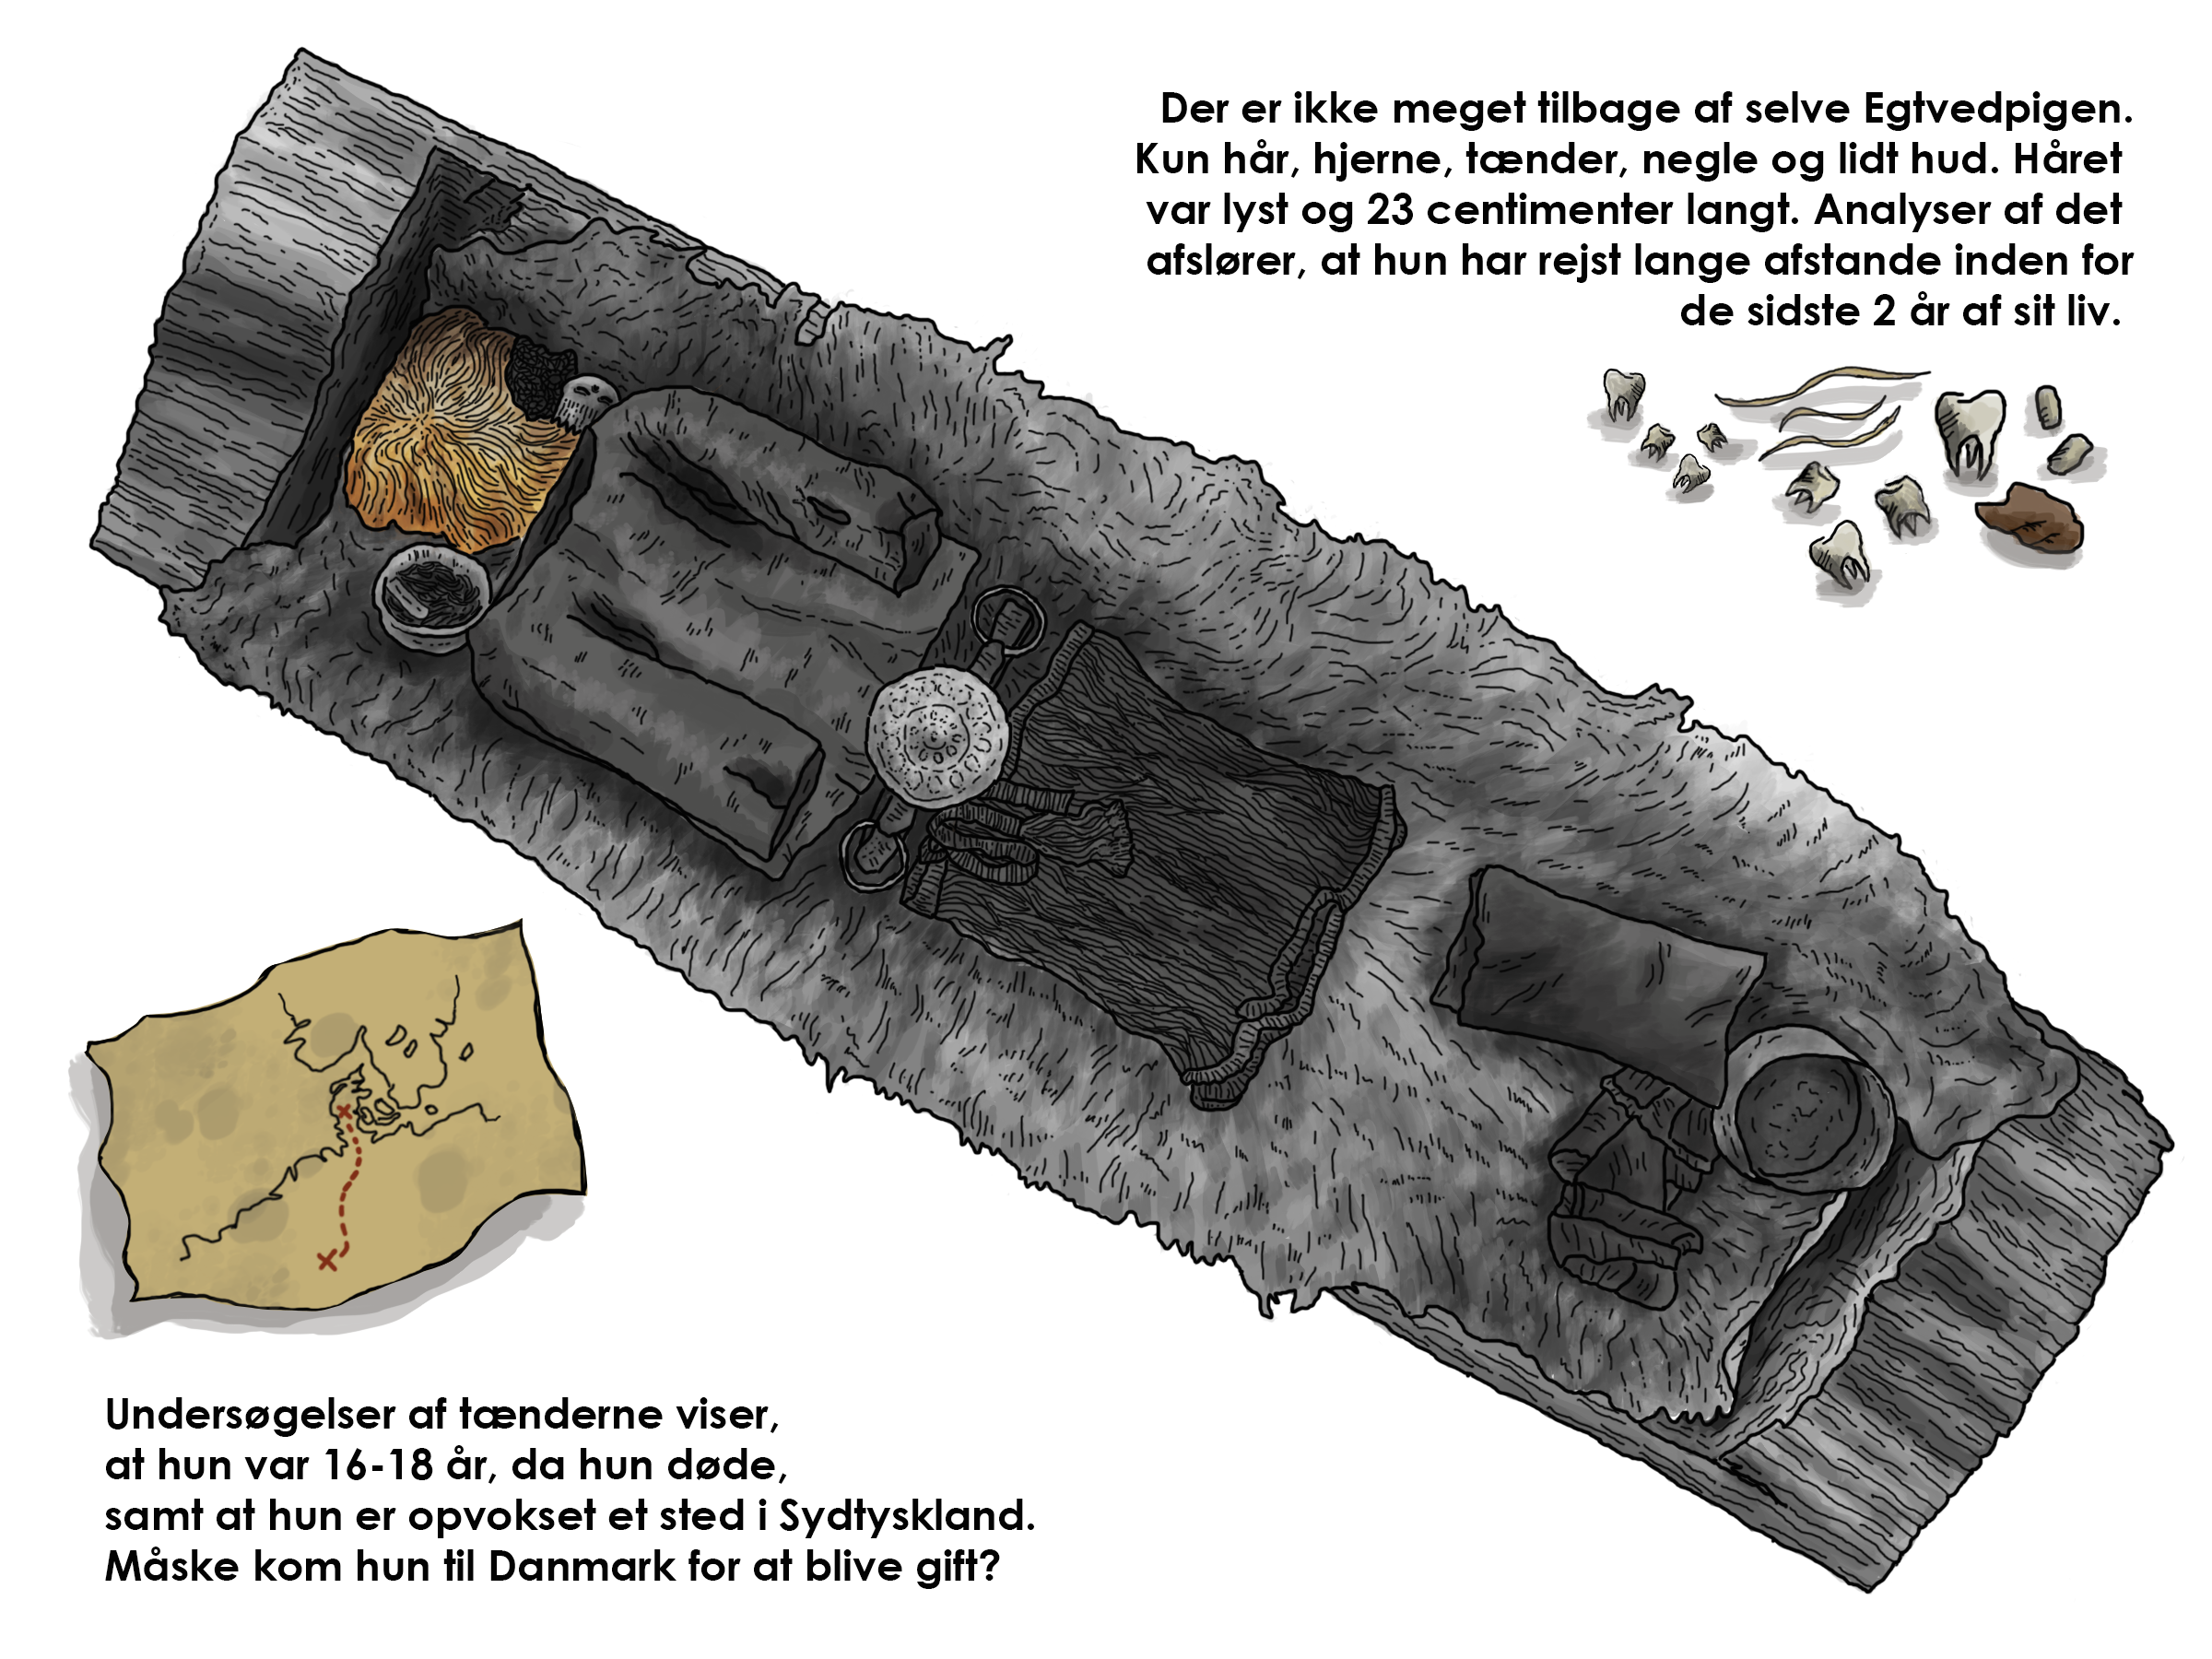 Der er ikke meget tilbage af selve Egtvedpigen.
Kun hår, hjerne, tænder, negle og lidt hud. Håret
var lyst og 23 centimenter langt. Analyser af det
afslører, at hun har rejst lange afstande inden for
de sidste 2 år af sit liv.
Undersøgelser af tænderne viser,
at hun var 16-18 år, da hun døde,
samt at hun er opvokset et sted i Sydtyskland.
Måske kom hun til Danmark for at blive gift?